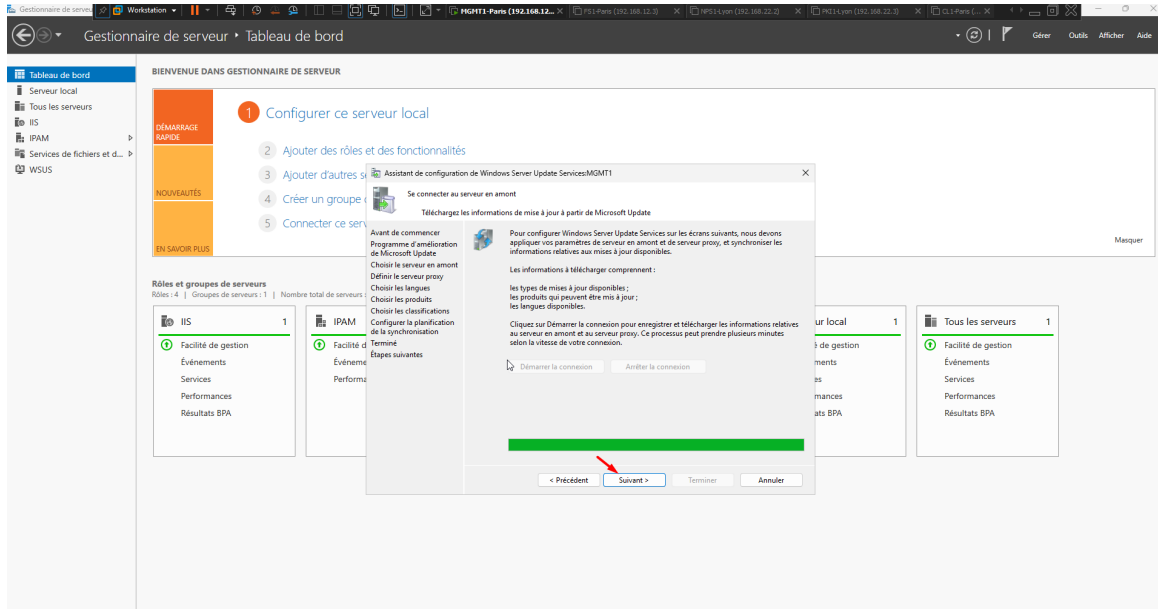 Gestionnaire de serveu
Workstation
MGMT1-Paris (192.168.12...
FS1-Paris (192.168.12.3)
NPS1-Lyon (192.168.22.2)
PKI1-Lyon (192.168.22.3)
CL1-Paris (...
Gestionnaire de serveur • Tableau de bord
Gérer
Outils
Afficher
Aide
Tableau de bord
Serveur local
Tous les serveurs
IIS
IPAM
Services de fichiers et d...
WSUS
BIENVENUE DANS GESTIONNAIRE DE SERVEUR
DÉMARRAGE
RAPIDE
NOUVEAUTÉS
EN SAVOIR PLUS
1 Configurer ce serveur local
2 Ajouter des rôles et des fonctionnalités
3 Ajouter d'autres s
4 Créer un groupe
5 Connecter ce serv
Masquer
Rôles et groupes de serveurs
Rôles : 4 | Groupes de serveurs : 1 | Nombre total de serveurs :
IIS 1
Facilité de gestion
Événements
Services
Performances
Résultats BPA
IPAM
Facilité d
Événeme
Performa
ur local 1
é de gestion
ments
es
mances
ats BPA
Tous les serveurs 1
Facilité de gestion
Événements
Services
Performances
Résultats BPA
Assistant de configuration de Windows Server Update Services:MGMT1
Se connecter au serveur en amont
Téléchargez les informations de mise à jour à partir de Microsoft Update
Avant de commencer
Programme d'amélioration
de Microsoft Update
Choisir le serveur en amont
Définir le serveur proxy
Choisir les langues
Choisir les produits
Choisir les classifications
Configurer la planification
de la synchronisation
Terminé
Étapes suivantes
Pour configurer Windows Server Update Services sur les écrans suivants, nous devons
appliquer vos paramètres de serveur en amont et de serveur proxy, et synchroniser les
informations relatives aux mises à jour disponibles.
Les informations à télécharger comprennent :
les types de mises à jour disponibles ;
les produits qui peuvent être mis à jour ;
les langues disponibles.
Cliquez sur Démarrer la connexion pour enregistrer et télécharger les informations relatives
au serveur en amont et au serveur proxy. Ce processus peut prendre plusieurs minutes
selon la vitesse de votre connexion.
Démarrer la connexion
Arrêter la connexion
< Précédent
Suivant >
Terminer
Annuler